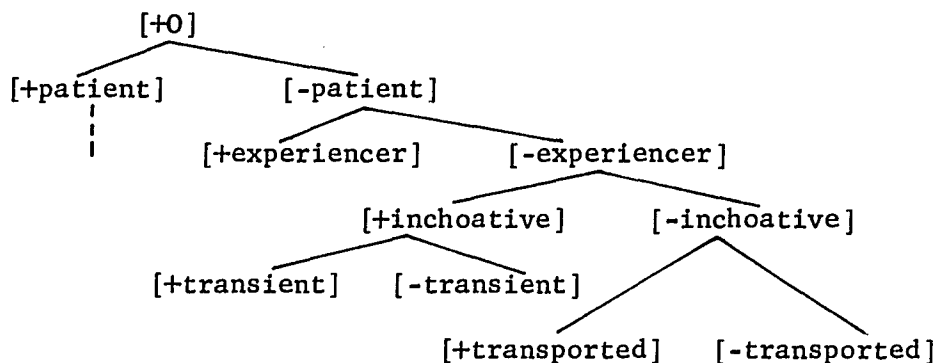 [+O]
[+patient] [-patient]
[+experiencer] [-experiencer]
[+inchoative] [-inchoative]
[+transient] [-transient]
[+transported] [-transported]